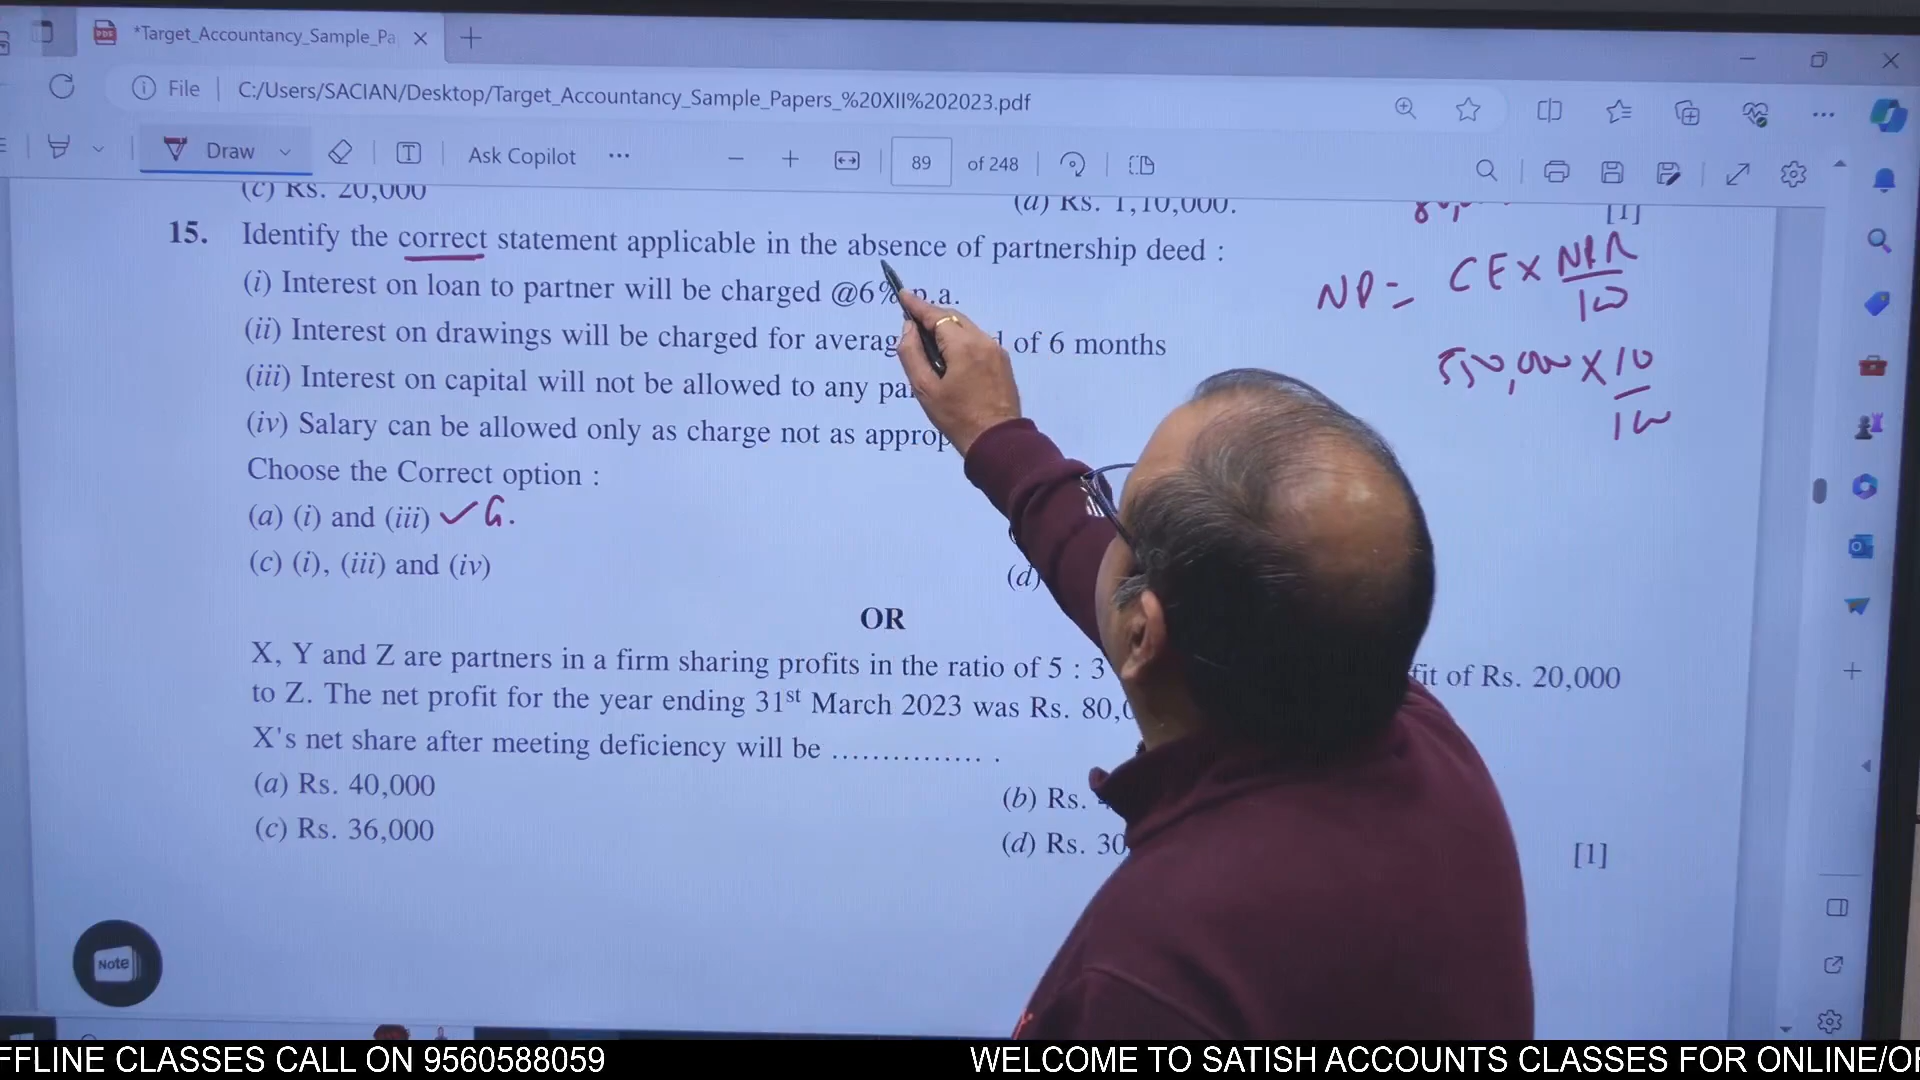 *Target_Accountancy_Sample_Pa
File C:/Users/SACIAN/Desktop/Target_Accountancy_Sample_Papers_%20XII%202023.pdf
Draw Ask Copilot 89 of 248
(c) Rs. 20,000 (d) Rs. 1,10,000. [1]
15. Identify the correct statement applicable in the absence of partnership deed :
(i) Interest on loan to partner will be charged @6% p.a.
(ii) Interest on drawings will be charged for averag of 6 months
(iii) Interest on capital will not be allowed to any pa
(iv) Salary can be allowed only as charge not as approp
Choose the Correct option :
(a) (i) and (iii)
(c) (i), (iii) and (iv)
(d)
OR
X, Y and Z are partners in a firm sharing profits in the ratio of 5 : 3 fit of Rs. 20,000
to Z. The net profit for the year ending 31st March 2023 was Rs. 80,0
X's net share after meeting deficiency will be ............... .
(a) Rs. 40,000 (b) Rs.
(c) Rs. 36,000 (d) Rs. 30
[1]
NP = CE × NRR
10
× 10
Note
FFLINE CLASSES CALL ON 9560588059 WELCOME TO SATISH ACCOUNTS CLASSES FOR ONLINE/O